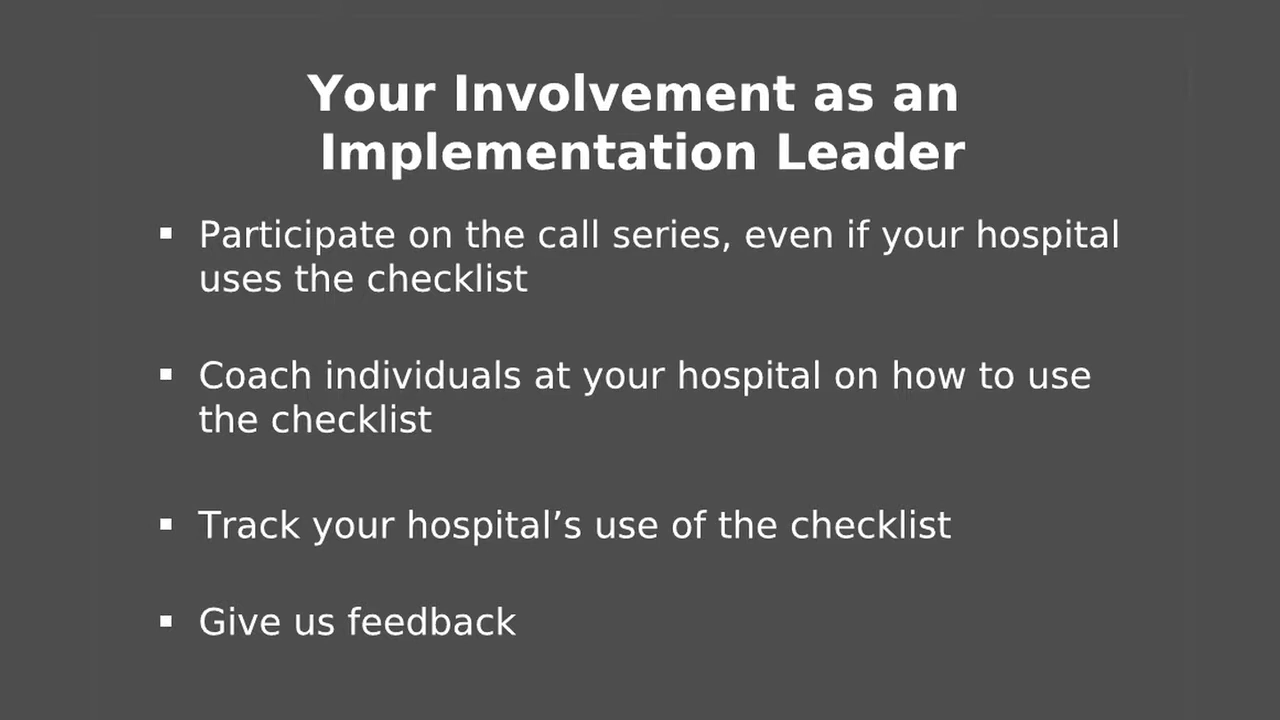 Your Involvement as an
Implementation Leader
▪ Participate on the call series, even if your hospital
uses the checklist
▪ Coach individuals at your hospital on how to use
the checklist
▪ Track your hospital’s use of the checklist
▪ Give us feedback